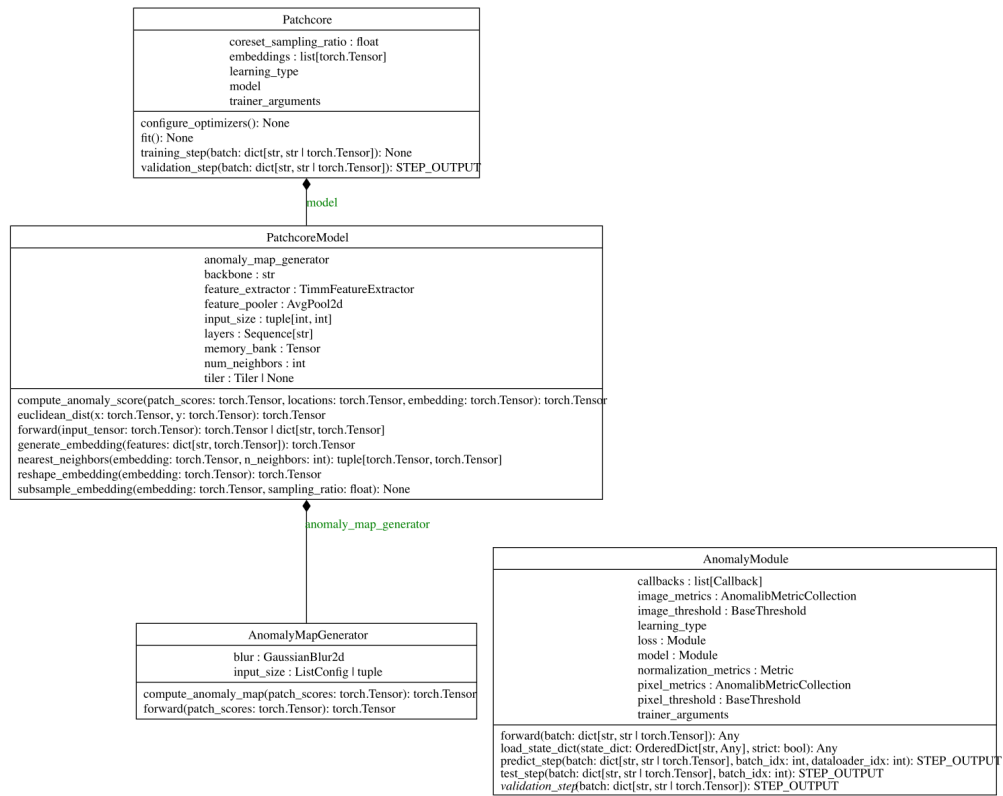 Patchcore
coreset_sampling_ratio : float
embeddings : list[torch.Tensor]
learning_type
model
trainer_arguments
configure_optimizers(): None
fit(): None
training_step(batch: dict[str, str | torch.Tensor]): None
validation_step(batch: dict[str, str | torch.Tensor]): STEP_OUTPUT
model
PatchcoreModel
anomaly_map_generator
backbone : str
feature_extractor : TimmFeatureExtractor
feature_pooler : AvgPool2d
input_size : tuple[int, int]
layers : Sequence[str]
memory_bank : Tensor
num_neighbors : int
tiler : Tiler | None
compute_anomaly_score(patch_scores: torch.Tensor, locations: torch.Tensor, embedding: torch.Tensor): torch.Tensor
euclidean_dist(x: torch.Tensor, y: torch.Tensor): torch.Tensor
forward(input_tensor: torch.Tensor): torch.Tensor | dict[str, torch.Tensor]
generate_embedding(features: dict[str, torch.Tensor]): torch.Tensor
nearest_neighbors(embedding: torch.Tensor, n_neighbors: int): tuple[torch.Tensor, torch.Tensor]
reshape_embedding(embedding: torch.Tensor): torch.Tensor
subsample_embedding(embedding: torch.Tensor, sampling_ratio: float): None
anomaly_map_generator
AnomalyMapGenerator
blur : GaussianBlur2d
input_size : ListConfig | tuple
compute_anomaly_map(patch_scores: torch.Tensor): torch.Tensor
forward(patch_scores: torch.Tensor): torch.Tensor
AnomalyModule
callbacks : list[Callback]
image_metrics : AnomalibMetricCollection
image_threshold : BaseThreshold
learning_type
loss : Module
model : Module
normalization_metrics : Metric
pixel_metrics : AnomalibMetricCollection
pixel_threshold : BaseThreshold
trainer_arguments
forward(batch: dict[str, str | torch.Tensor]): Any
load_state_dict(state_dict: OrderedDict[str, Any], strict: bool): Any
predict_step(batch: dict[str, str | torch.Tensor], batch_idx: int, dataloader_idx: int): STEP_OUTPUT
test_step(batch: dict[str, str | torch.Tensor], batch_idx: int): STEP_OUTPUT
validation_step(batch: dict[str, str | torch.Tensor]): STEP_OUTPUT